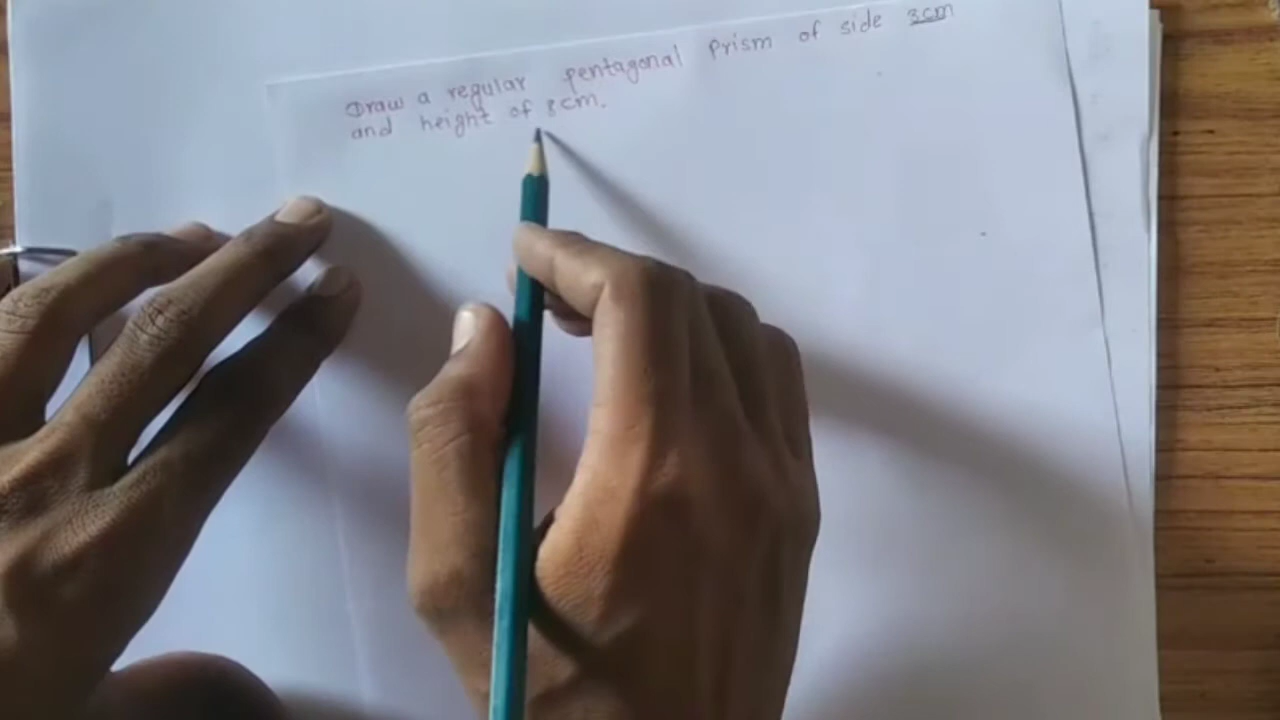 Draw a regular pentagonal prism of side 3cm
and height of 8cm.